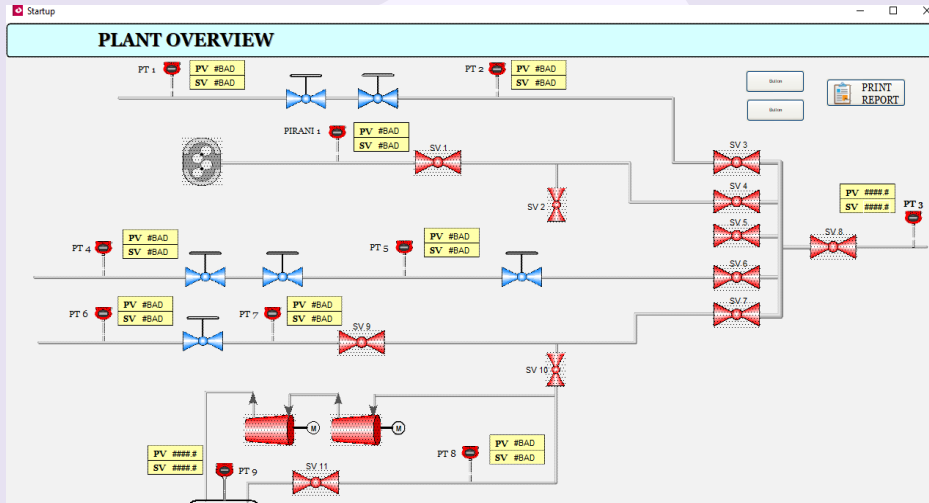 Startup
PLANT OVERVIEW
PT 1
PV #BAD
SV #BAD
PT 2
PV #BAD
SV #BAD
PRINT
REPORT
PIRANI 1
PV #BAD
SV #BAD
SV 1
SV 3
SV 2
SV 4
PV ####.#
SV ####.#
PT 3
SV 5
SV 8
PT 4
PV #BAD
SV #BAD
PT 5
PV #BAD
SV #BAD
SV 6
PT 6
PV #BAD
SV #BAD
PT 7
PV #BAD
SV #BAD
SV 7
SV 9
SV 10
M
M
PV ####.#
SV ####.#
PT 9
SV 11
PT 8
PV #BAD
SV #BAD